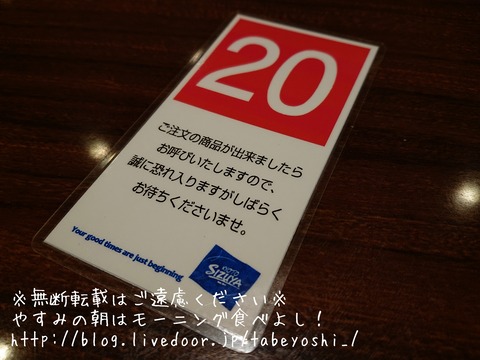 20
ご注文の商品が出来ましたら
お呼びいたしますので、
誠に恐れ入りますがしばらく
お待ちくださいませ。
Your good times are just beginning
SIZUYA
※無断転載はご遠慮ください※
やすみの朝はモーニング食べよし！
http://blog.livedoor.jp/tabeyoshi_/